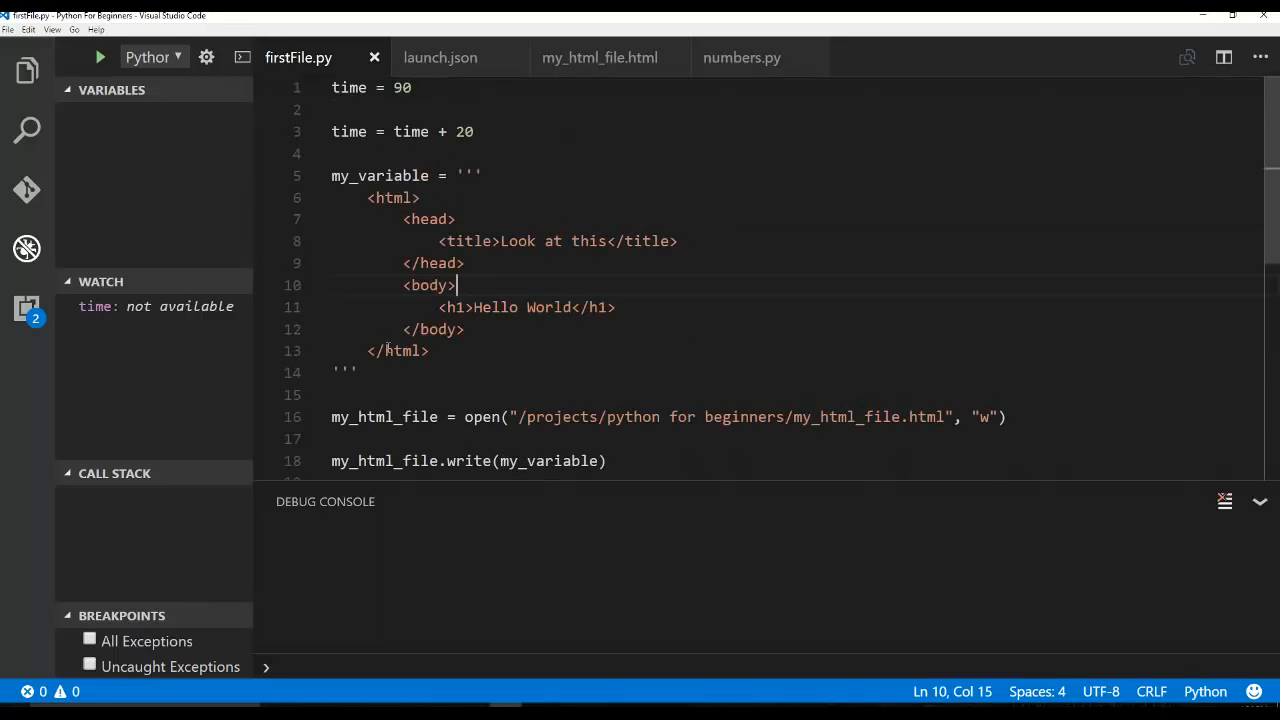 firstFile.py - Python For Beginners - Visual Studio Code
File Edit View Go Help
Python
firstFile.py
launch.json
my_html_file.html
numbers.py
VARIABLES
WATCH
time: not available
CALL STACK
BREAKPOINTS
All Exceptions
Uncaught Exceptions
2
1 time = 90
2
3 time = time + 20
4
5 my_variable = '''
6 <html>
7 <head>
8 <title>Look at this</title>
9 </head>
10 <body>
11 <h1>Hello World</h1>
12 </body>
13 </html>
14 '''
15
16 my_html_file = open("/projects/python for beginners/my_html_file.html", "w")
17
18 my_html_file.write(my_variable)
DEBUG CONSOLE
0 0 Ln 10, Col 15 Spaces: 4 UTF-8 CRLF Python